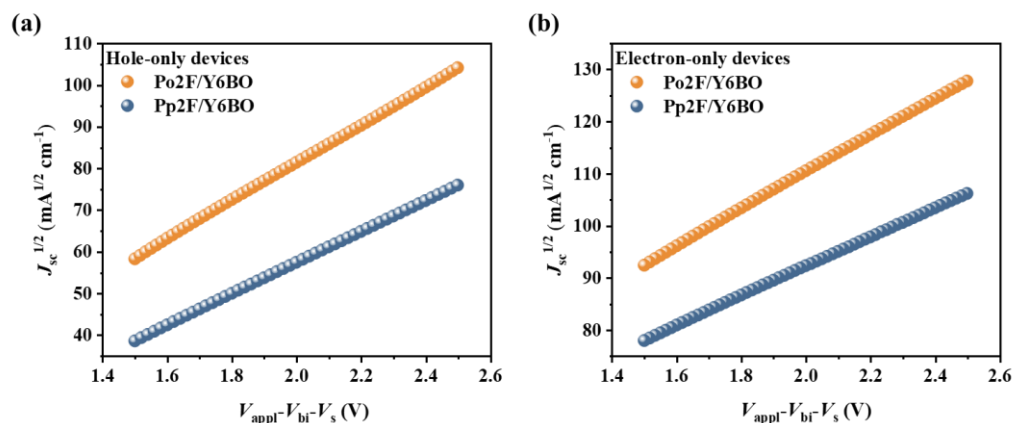 (a)
110
100
90
80
70
60
50
40
Jsc1/2 (mA1/2 cm-1)
Hole-only devices
Po2F/Y6BO
Pp2F/Y6BO
1.4 1.6 1.8 2.0 2.2 2.4 2.6
Vappl-Vbi-Vs (V)
(b)
130
120
110
100
90
80
Jsc1/2 (mA1/2 cm-1)
Electron-only devices
Po2F/Y6BO
Pp2F/Y6BO
1.4 1.6 1.8 2.0 2.2 2.4 2.6
Vappl-Vbi-Vs (V)